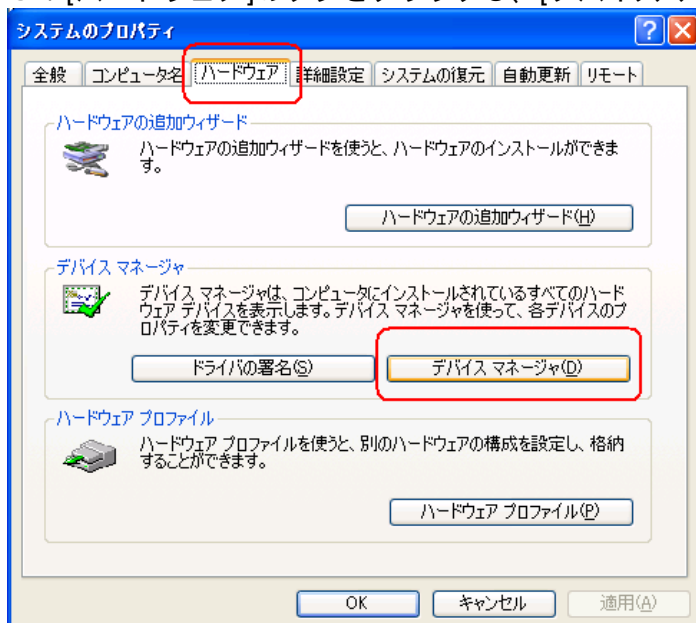 システムのプロパティ
全般 コンピュータ名 ハードウェア 詳細設定 システムの復元 自動更新 リモート
ハードウェアの追加ウィザード
ハードウェアの追加ウィザードを使うと、ハードウェアのインストールができま
す。
ハードウェアの追加ウィザード(H)
デバイス マネージャ
デバイス マネージャは、コンピュータにインストールされているすべてのハード
ウェア デバイスを表示します。デバイス マネージャを使って、各デバイスのプ
ロパティを変更できます。
ドライバの署名(S) デバイス マネージャ(D)
ハードウェア プロファイル
ハードウェア プロファイルを使うと、別のハードウェアの構成を設定し、格納
することができます。
ハードウェア プロファイル(P)
OK キャンセル 適用(A)